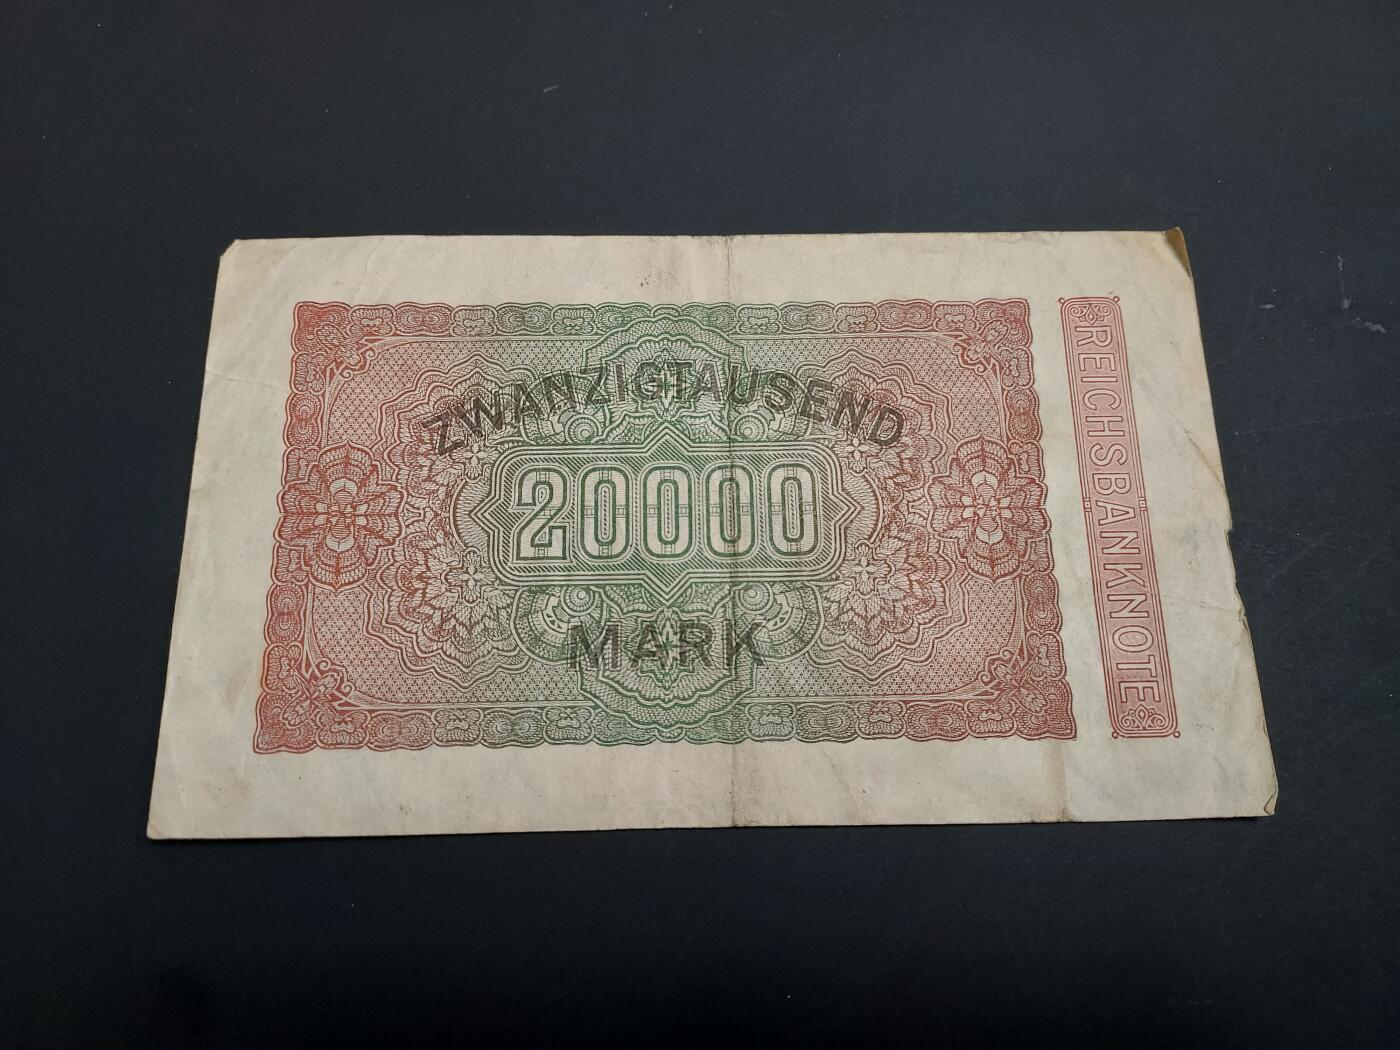 ZWANZIGTAUSEND
20000
MARK
REICHSBANKNOTE